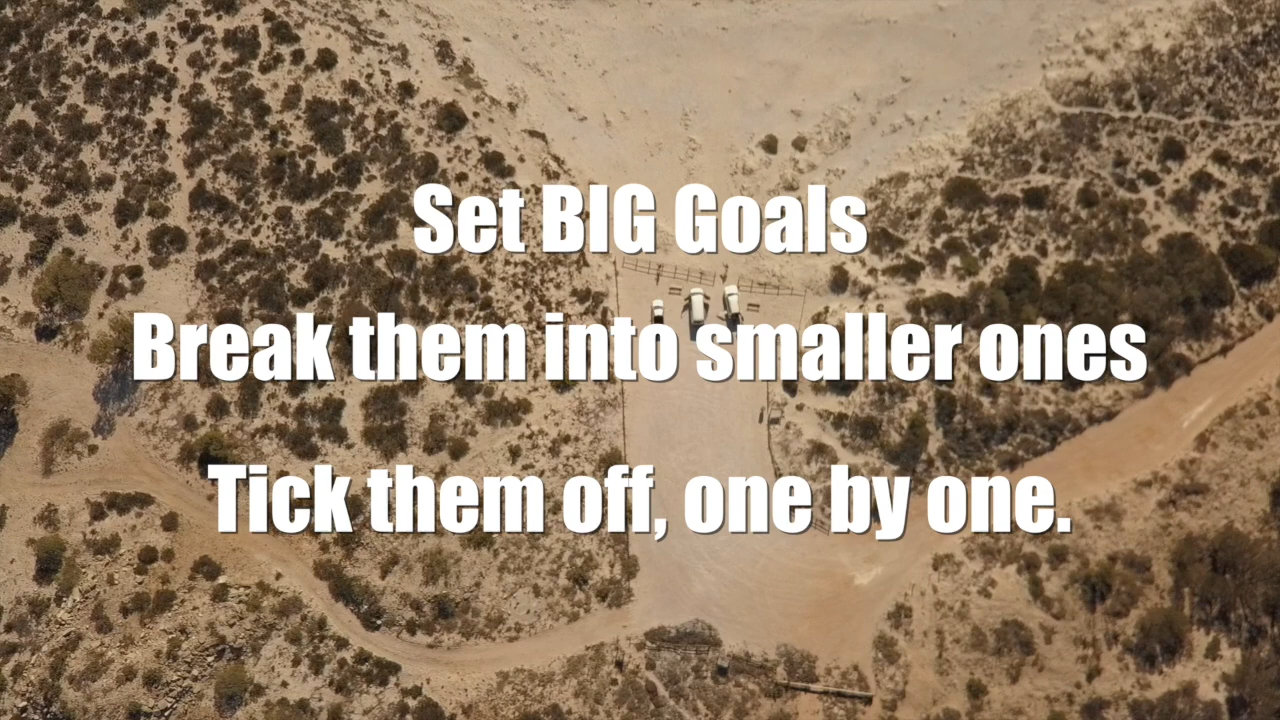 Set BIG Goals
Break them into smaller ones
Tick them off, one by one.